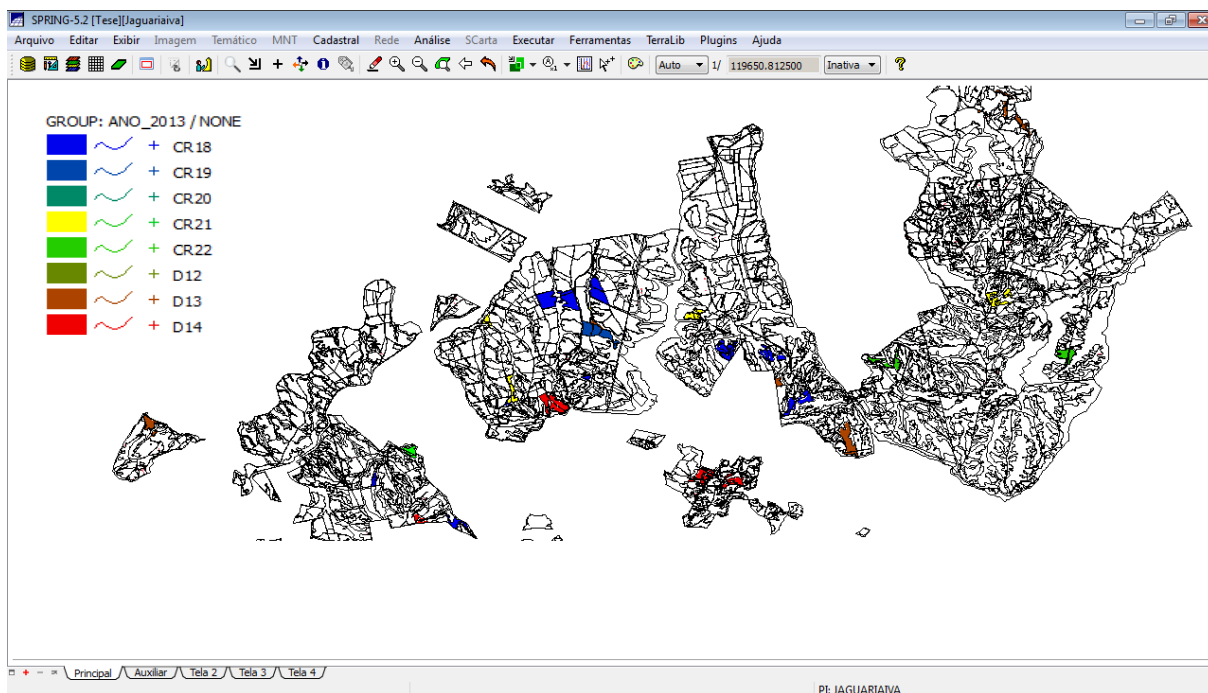 SPRING-5.2 [Tese][Jaguariaiva]
Arquivo Editar Exibir Imagem Temático MNT Cadastral Rede Análise SCarta Executar Ferramentas TerraLib Plugins Ajuda
Auto 1/ 119650.812500 Inativa
GROUP: ANO_2013 / NONE
CR18
CR19
CR20
CR21
CR22
D12
D13
D14
Principal Auxiliar Tela 2 Tela 3 Tela 4
PI: JAGUARIAIVA